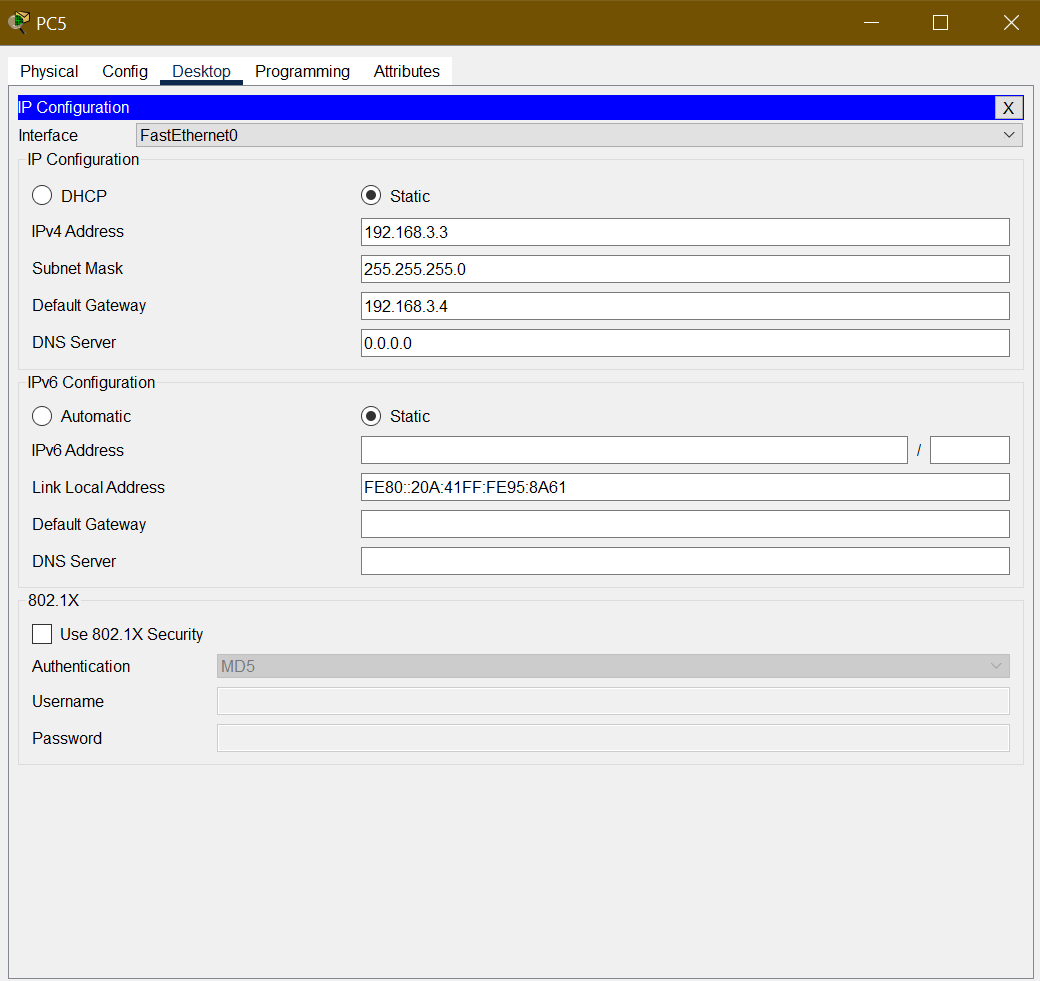 PC5
Physical Config Desktop Programming Attributes
IP Configuration X
Interface FastEthernet0
IP Configuration
DHCP Static
IPv4 Address 192.168.3.3
Subnet Mask 255.255.255.0
Default Gateway 192.168.3.4
DNS Server 0.0.0.0
IPv6 Configuration
Automatic Static
IPv6 Address /
Link Local Address FE80::20A:41FF:FE95:8A61
Default Gateway
DNS Server
802.1X
Use 802.1X Security
Authentication MD5
Username
Password